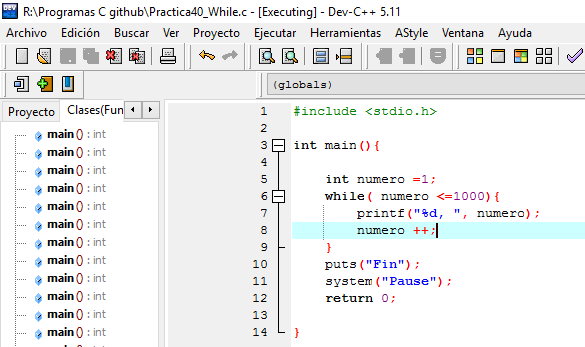 R:\Programas C github\Practica40_While.c - [Executing] - Dev-C++ 5.11
Archivo Edición Buscar Ver Proyecto Ejecutar Herramientas AStyle Ventana Ayuda
(globals)
Proyecto Clases(Fun
main() : int
main() : int
main() : int
main() : int
main() : int
main() : int
main() : int
main() : int
main() : int
main() : int
main() : int
main() : int
1 #include <stdio.h>
2
3 int main(){
4
5 int numero =1;
6 while( numero <=1000){
7 printf("%d, ", numero);
8 numero ++;
9 }
10 puts("Fin");
11 system("Pause");
12 return 0;
13
14 }